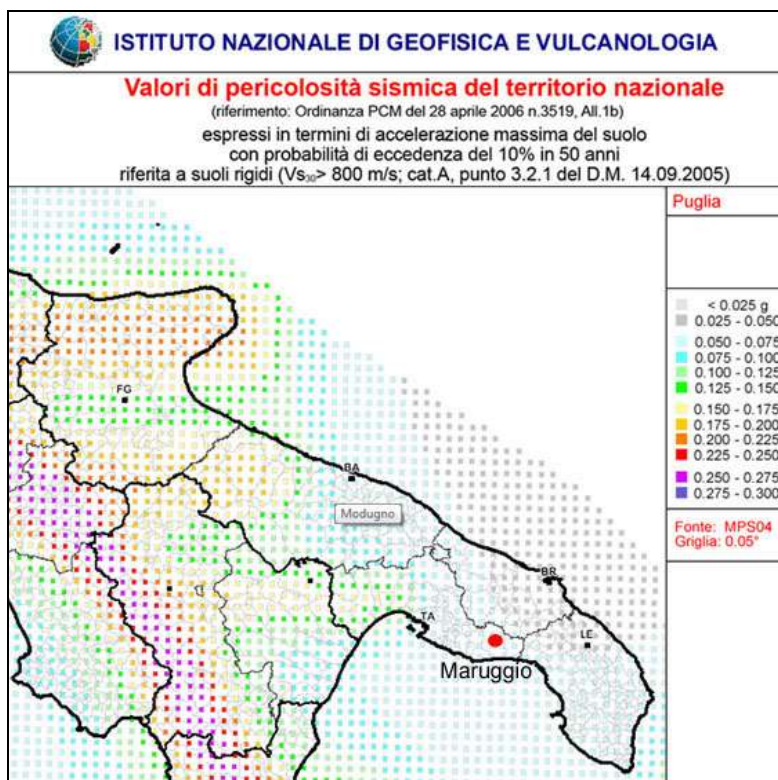 ISTITUTO NAZIONALE DI GEOFISICA E VULCANOLOGIA
Valori di pericolosità sismica del territorio nazionale
(riferimento: Ordinanza PCM del 28 aprile 2006 n.3519, All.1b)
espressi in termini di accelerazione massima del suolo
con probabilità di eccedenza del 10% in 50 anni
riferita a suoli rigidi (Vs₃₀> 800 m/s; cat.A, punto 3.2.1 del D.M. 14.09.2005)
Puglia
< 0.025 g
0.025 - 0.050
0.050 - 0.075
0.075 - 0.100
0.100 - 0.125
0.125 - 0.150
0.150 - 0.175
0.175 - 0.200
0.200 - 0.225
0.225 - 0.250
0.250 - 0.275
0.275 - 0.300
Fonte: MPS04
Griglia: 0.05°
FG
BA
Modugno
BR
TA
LE
Maruggio